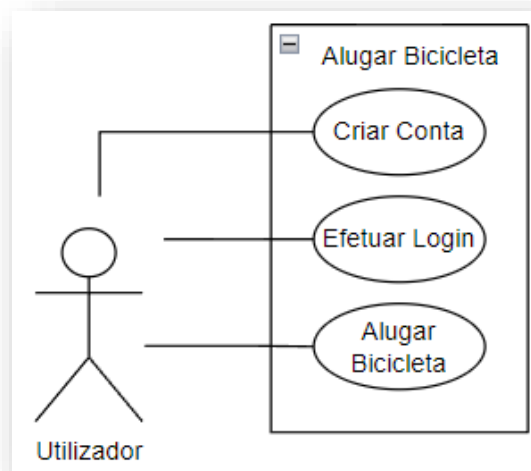 Alugar Bicicleta
Criar Conta
Efetuar Login
Alugar
Bicicleta
Utilizador